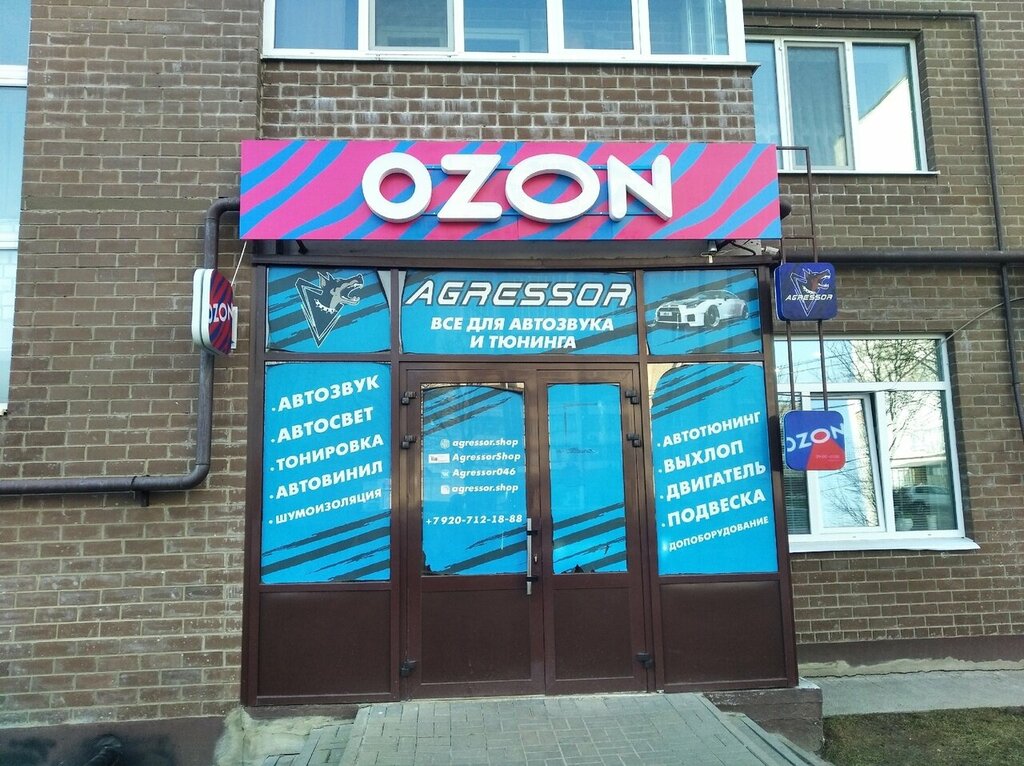 OZON
AGRESSOR
ВСЕ ДЛЯ АВТОЗВУКА
И ТЮНИНГА
AGRESSOR
OZON
· АВТОЗВУК
· АВТОСВЕТ
· ТОНИРОВКА
· АВТОВИНИЛ
· ШУМОИЗОЛЯЦИЯ
agressor.shop
AgressorShop
Agressor046
agressor.shop
+7 920-712-18-88
· АВТОТЮНИНГ
· ВЫХЛОП
· ДВИГАТЕЛЬ
· ПОДВЕСКА
· ДОПОБОРУДОВАНИЕ
OZON